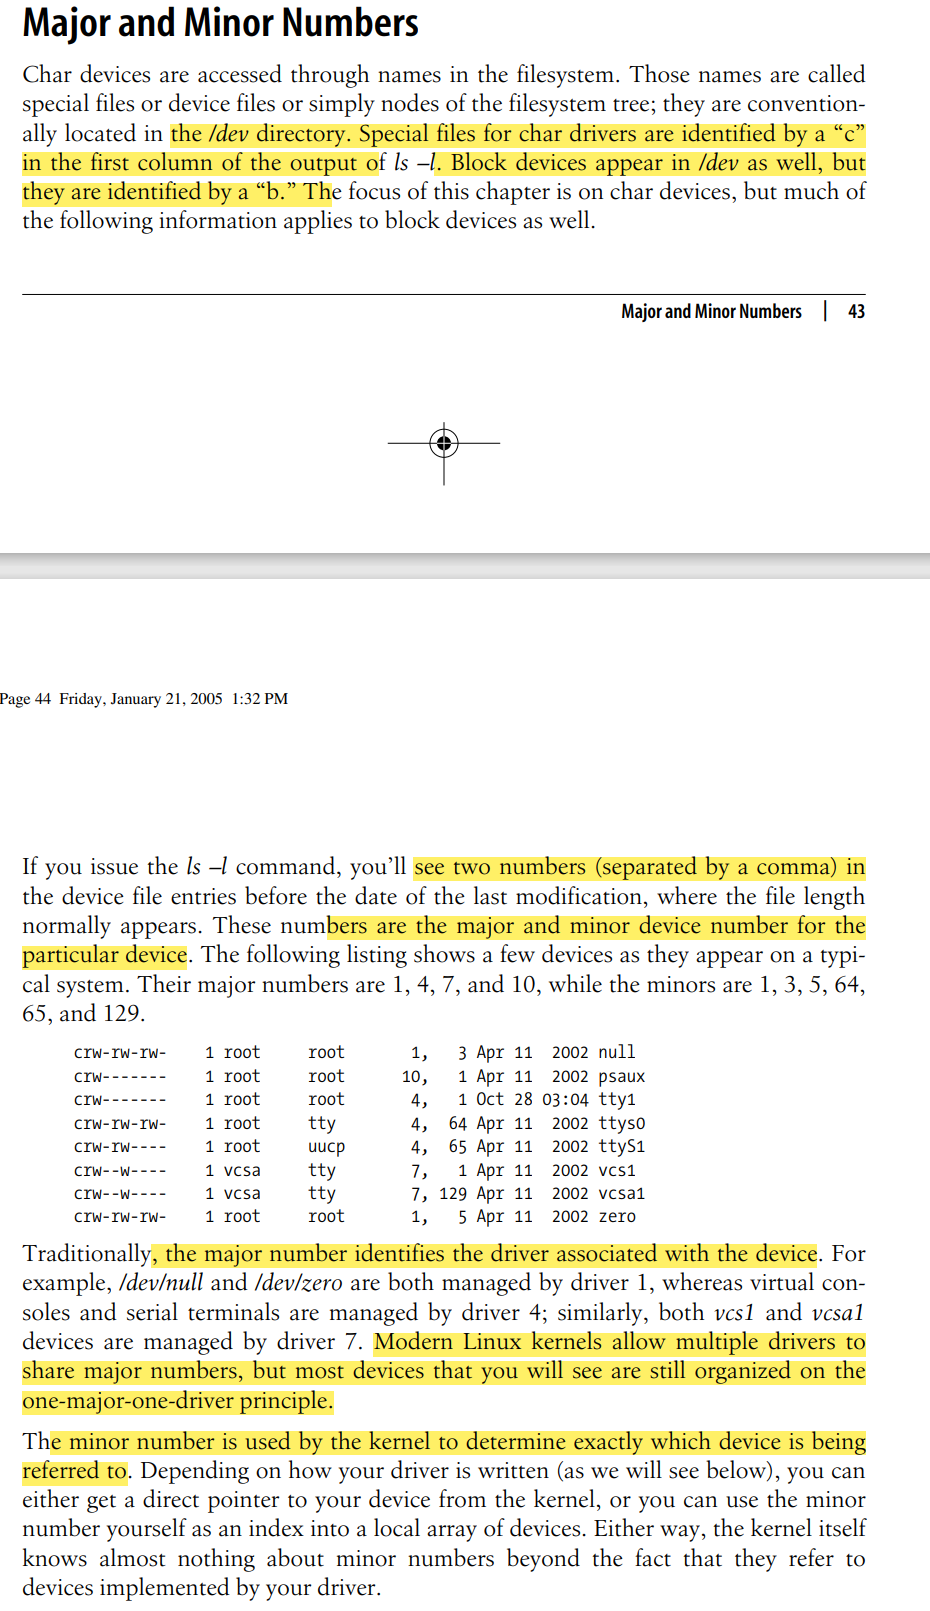 Major and Minor Numbers
Char devices are accessed through names in the filesystem. Those names are called
special files or device files or simply nodes of the filesystem tree; they are convention-
ally located in the /dev directory. Special files for char drivers are identified by a “c”
in the first column of the output of ls –l. Block devices appear in /dev as well, but
they are identified by a “b.” The focus of this chapter is on char devices, but much of
the following information applies to block devices as well.
Major and Minor Numbers | 43
Page 44 Friday, January 21, 2005 1:32 PM
If you issue the ls –l command, you’ll see two numbers (separated by a comma) in
the device file entries before the date of the last modification, where the file length
normally appears. These numbers are the major and minor device number for the
particular device. The following listing shows a few devices as they appear on a typi-
cal system. Their major numbers are 1, 4, 7, and 10, while the minors are 1, 3, 5, 64,
65, and 129.
crw-rw-rw- 1 root root 1, 3 Apr 11 2002 null
crw------- 1 root root 10, 1 Apr 11 2002 psaux
crw------- 1 root root 4, 1 Oct 28 03:04 tty1
crw-rw-rw- 1 root tty 4, 64 Apr 11 2002 ttys0
crw-rw---- 1 root uucp 4, 65 Apr 11 2002 ttyS1
crw--w---- 1 vcsa tty 7, 1 Apr 11 2002 vcs1
crw--w---- 1 vcsa tty 7, 129 Apr 11 2002 vcsa1
crw-rw-rw- 1 root root 1, 5 Apr 11 2002 zero
Traditionally, the major number identifies the driver associated with the device. For
example, /dev/null and /dev/zero are both managed by driver 1, whereas virtual con-
soles and serial terminals are managed by driver 4; similarly, both vcs1 and vcsa1
devices are managed by driver 7. Modern Linux kernels allow multiple drivers to
share major numbers, but most devices that you will see are still organized on the
one-major-one-driver principle.
The minor number is used by the kernel to determine exactly which device is being
referred to. Depending on how your driver is written (as we will see below), you can
either get a direct pointer to your device from the kernel, or you can use the minor
number yourself as an index into a local array of devices. Either way, the kernel itself
knows almost nothing about minor numbers beyond the fact that they refer to
devices implemented by your driver.